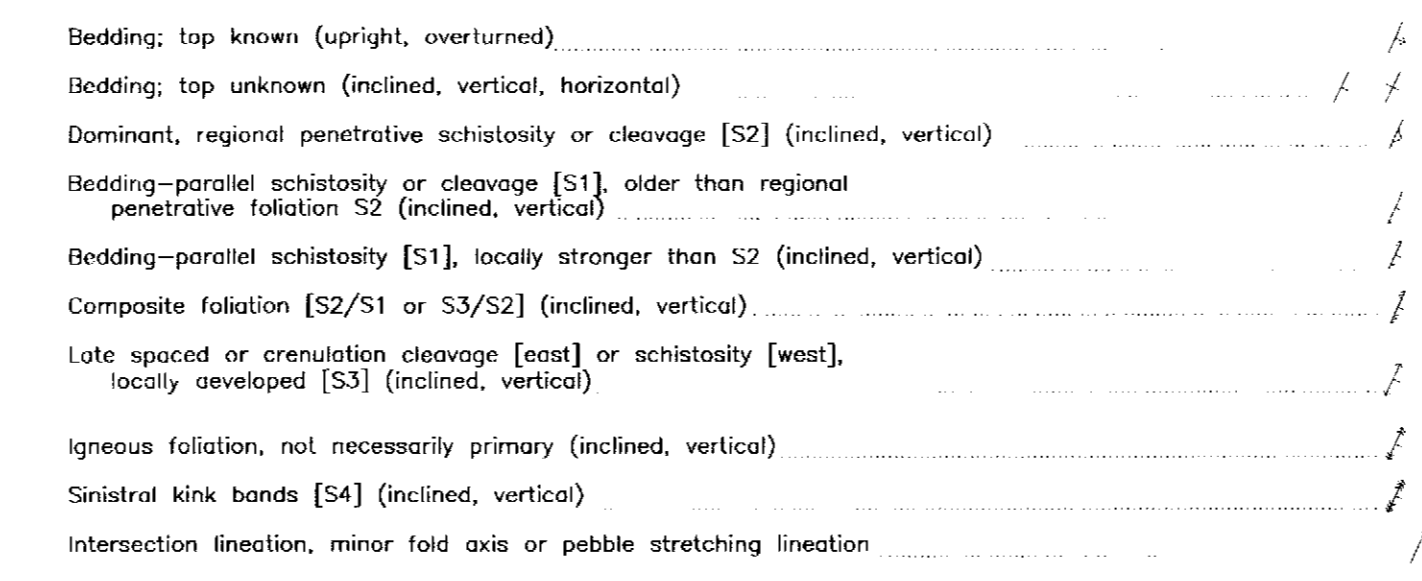 Bedding; top known (upright, overturned)
Bedding; top unknown (inclined, vertical, horizontal)
Dominant, regional penetrative schistosity or cleavage [S2] (inclined, vertical)
Bedding-parallel schistosity or cleavage [S1], older than regional
penetrative foliation S2 (inclined, vertical)
Bedding-parallel schistosity [S1], locally stronger than S2 (inclined, vertical)
Composite foliation [S2/S1 or S3/S2] (inclined, vertical)
Late spaced or crenulation cleavage [east] or schistosity [west],
locally aeveloped [S3] (inclined, vertical)
Igneous foliation, not necessarily primary (inclined, vertical)
Sinistral kink bands [S4] (inclined, vertical)
Intersection lineation, minor fold axis or pebble stretching lineation